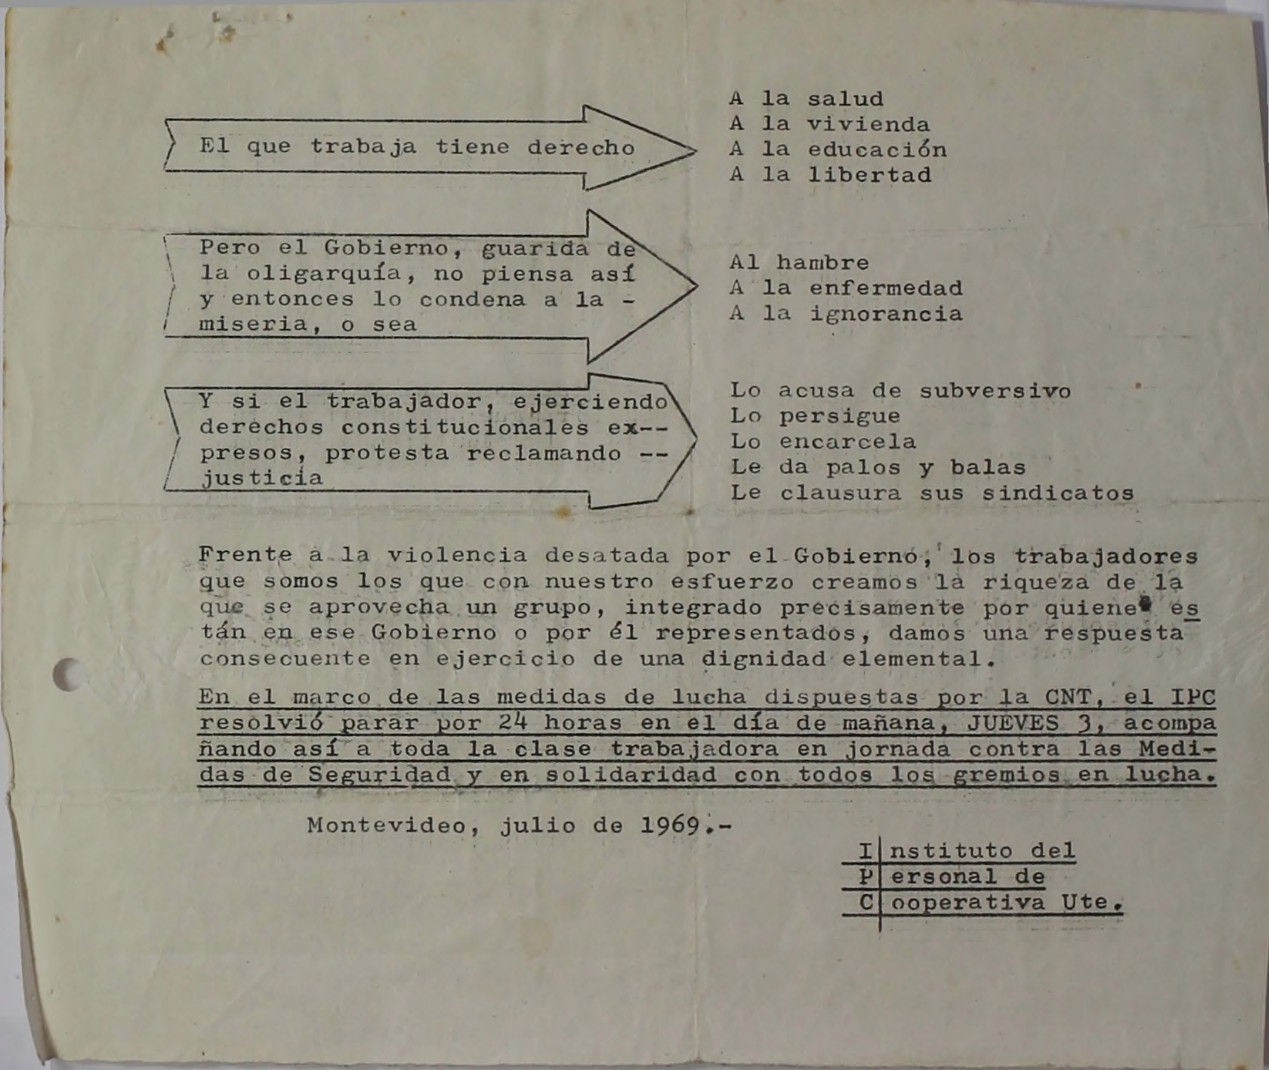 El que trabaja tiene derecho
A la salud
A la vivienda
A la educación
A la libertad
Pero el Gobierno, guarida de
la oligarquía, no piensa así
y entonces lo condena a la -
miseria, o sea
Al hambre
A la enfermedad
A la ignorancia
Y si el trabajador, ejerciendo
derechos constitucionales ex--
presos, protesta reclamando --
justicia
Lo acusa de subversivo
Lo persigue
Lo encarcela
Le da palos y balas
Le clausura sus sindicatos
Frente a la violencia desatada por el Gobierno, los trabajadores
que somos los que con nuestro esfuerzo creamos la riqueza de la
que se aprovecha un grupo, integrado precisamente por quienes es
tán en ese Gobierno o por él representados, damos una respuesta
consecuente en ejercicio de una dignidad elemental.
En el marco de las medidas de lucha dispuestas por la CNT, el IPC
resolvió parar por 24 horas en el día de mañana, JUEVES 3, acompa
ñando así a toda la clase trabajadora en jornada contra las Medi-
das de Seguridad y en solidaridad con todos los gremios en lucha.
Montevideo, julio de 1969.-
Instituto del
Personal de
Cooperativa Ute.